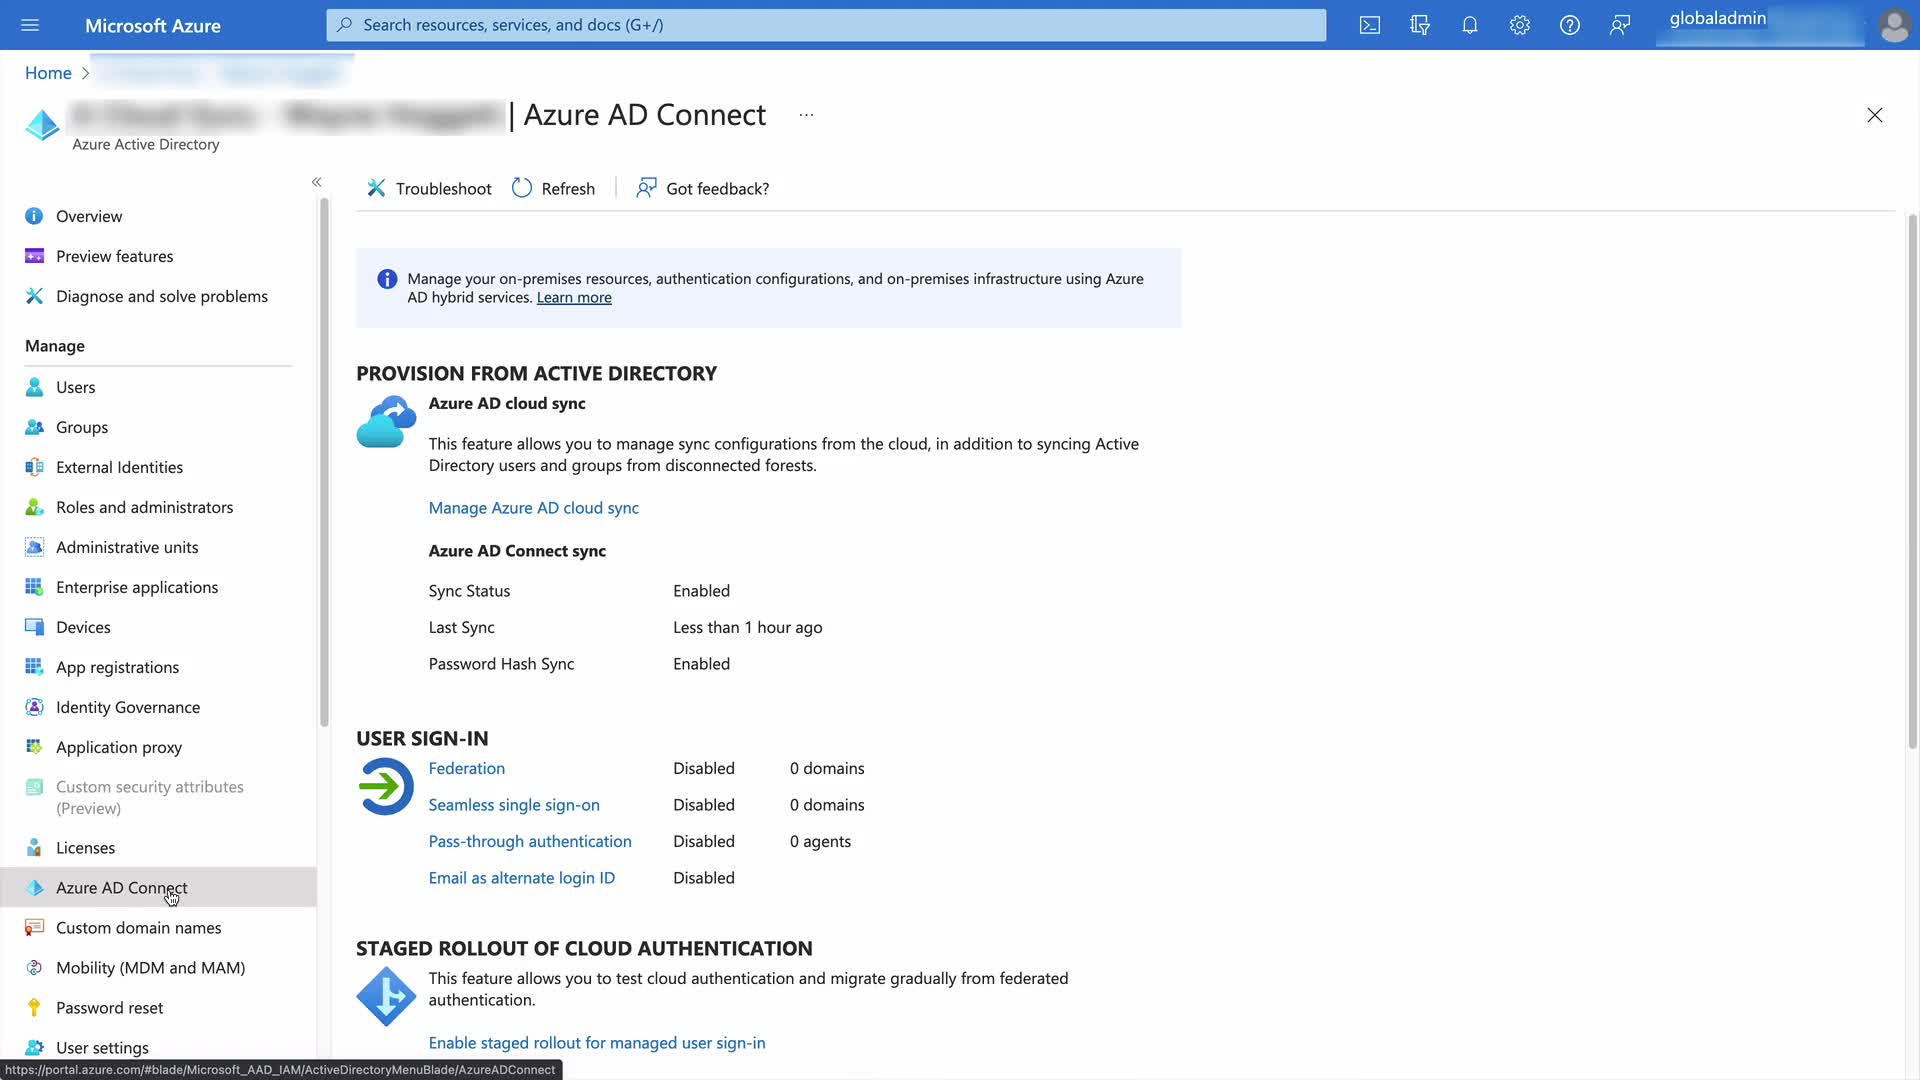 Microsoft Azure
Search resources, services, and docs (G+/)
globaladmin
Home
| Azure AD Connect
...
Azure Active Directory
Troubleshoot
Refresh
Got feedback?
Overview
Preview features
Diagnose and solve problems
Manage
Users
Groups
External Identities
Roles and administrators
Administrative units
Enterprise applications
Devices
App registrations
Identity Governance
Application proxy
Custom security attributes
(Preview)
Licenses
Azure AD Connect
Custom domain names
Mobility (MDM and MAM)
Password reset
User settings
Manage your on-premises resources, authentication configurations, and on-premises infrastructure using Azure
AD hybrid services. Learn more
PROVISION FROM ACTIVE DIRECTORY
Azure AD cloud sync
This feature allows you to manage sync configurations from the cloud, in addition to syncing Active
Directory users and groups from disconnected forests.
Manage Azure AD cloud sync
Azure AD Connect sync
Sync Status Enabled
Last Sync Less than 1 hour ago
Password Hash Sync Enabled
USER SIGN-IN
Federation Disabled 0 domains
Seamless single sign-on Disabled 0 domains
Pass-through authentication Disabled 0 agents
Email as alternate login ID Disabled
STAGED ROLLOUT OF CLOUD AUTHENTICATION
This feature allows you to test cloud authentication and migrate gradually from federated
authentication.
Enable staged rollout for managed user sign-in
https://portal.azure.com/#blade/Microsoft_AAD_IAM/ActiveDirectoryMenuBlade/AzureADConnect